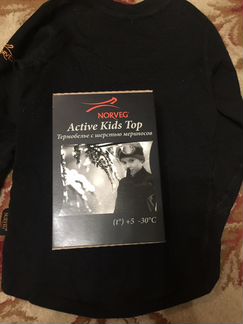 NORVEG
Active Kids Top
Термобелье с шерстью мериносов
(t°) +5 -30°C